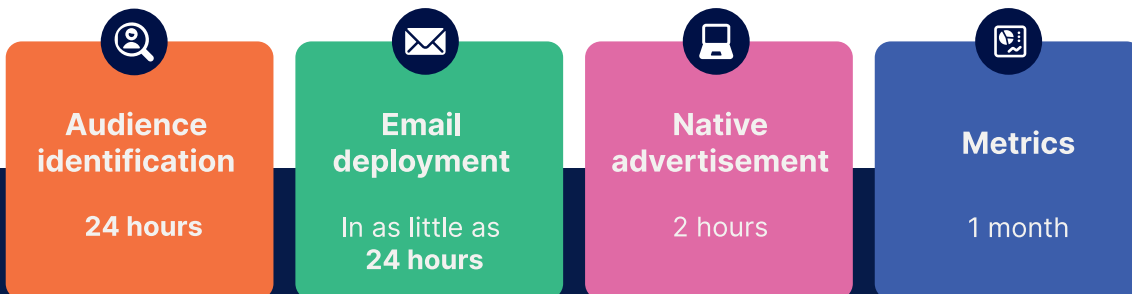 Audience
identification
24 hours
Email
deployment
In as little as
24 hours
Native
advertisement
2 hours
Metrics
1 month